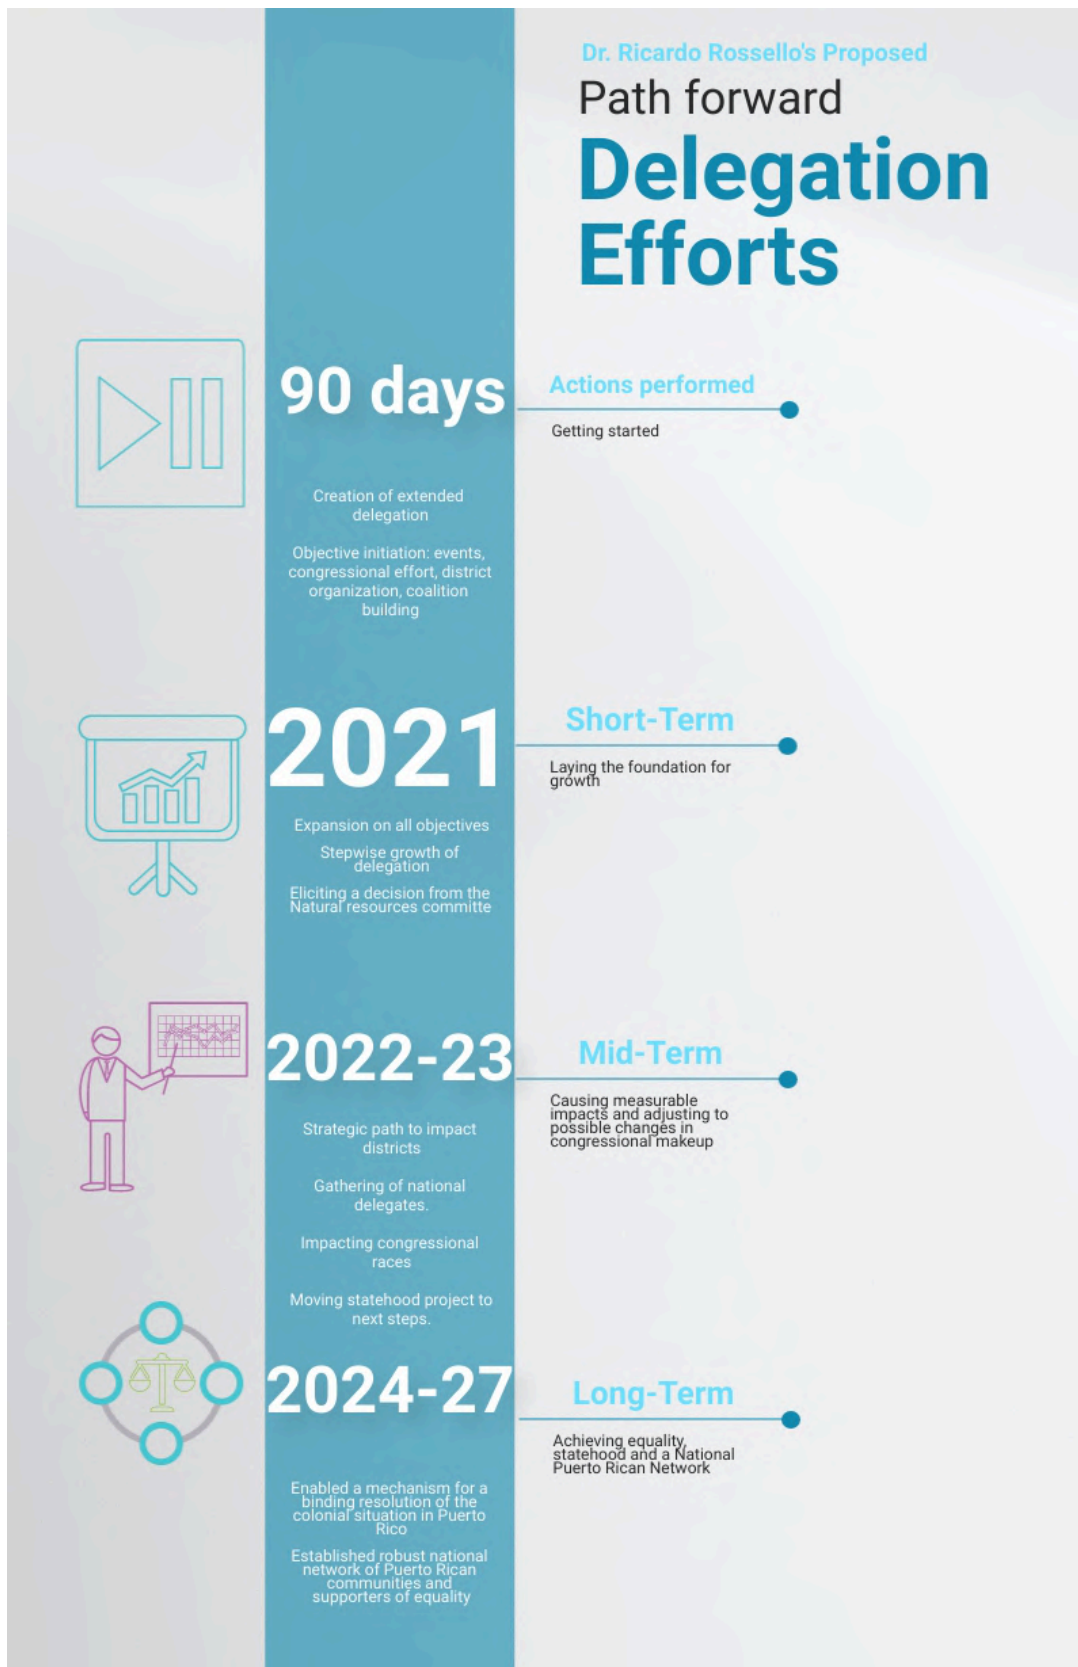 Dr. Ricardo Rossello's Proposed
Path forward
Delegation
Efforts
90 days
Actions performed
Getting started
Creation of extended
delegation
Objective initiation: events,
congressional effort, district
organization, coalition
building
2021
Short-Term
Laying the foundation for
growth
Expansion on all objectives
Stepwise growth of
delegation
Eliciting a decision from the
Natural resources committe
2022-23
Mid-Term
Causing measurable
impacts and adjusting to
possible changes in
congressional makeup
Strategic path to impact
districts
Gathering of national
delegates.
Impacting congressional
races
Moving statehood project to
next steps.
2024-27
Long-Term
Achieving equality,
statehood and a National
Puerto Rican Network
Enabled a mechanism for a
binding resolution of the
colonial situation in Puerto
Rico
Established robust national
network of Puerto Rican
communities and
supporters of equality